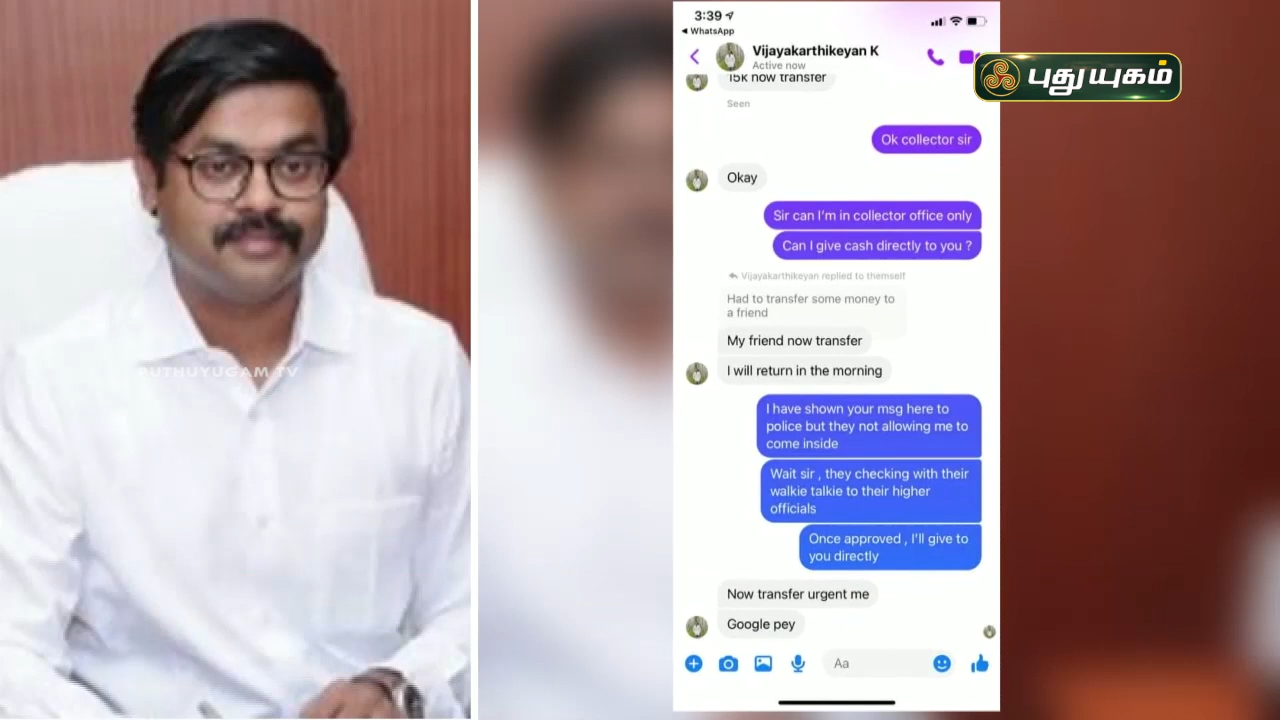 PUTHUYUGAM TV
3:39
WhatsApp
Vijayakarthikeyan K
Active now
புதுயுகம்
15k now transfer
Seen
Ok collector sir
Okay
Sir can I'm in collector office only
Can I give cash directly to you ?
Vijayakarthikeyan replied to themself
Had to transfer some money to
a friend
My friend now transfer
I will return in the morning
I have shown your msg here to
police but they not allowing me to
come inside
Wait sir , they checking with their
walkie talkie to their higher
officials
Once approved , I'll give to
you directly
Now transfer urgent me
Google pey
Aa